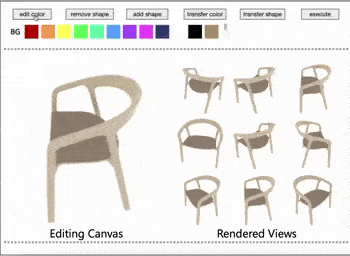 edit color remove shape add shape transfer color transfer shape execute
BG
Editing Canvas Rendered Views